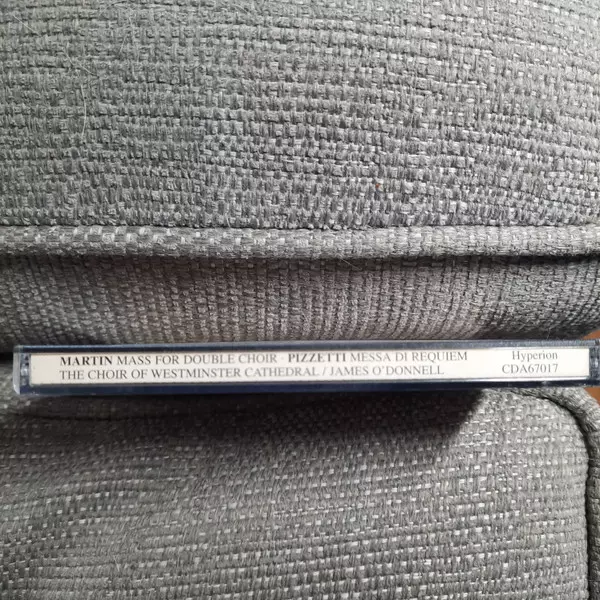 MARTIN MASS FOR DOUBLE CHOIR · PIZZETTI MESSA DI REQUIEM
THE CHOIR OF WESTMINSTER CATHEDRAL / JAMES O'DONNELL
Hyperion
CDA67017